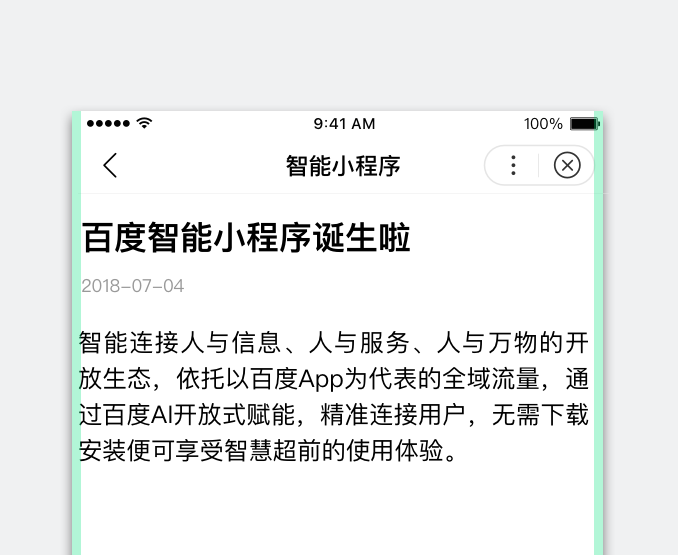 9:41 AM
100%
智能小程序
百度智能小程序诞生啦
2018-07-04
智能连接人与信息、人与服务、人与万物的开
放生态，依托以百度App为代表的全域流量，通
过百度AI开放式赋能，精准连接用户，无需下载
安装便可享受智慧超前的使用体验。